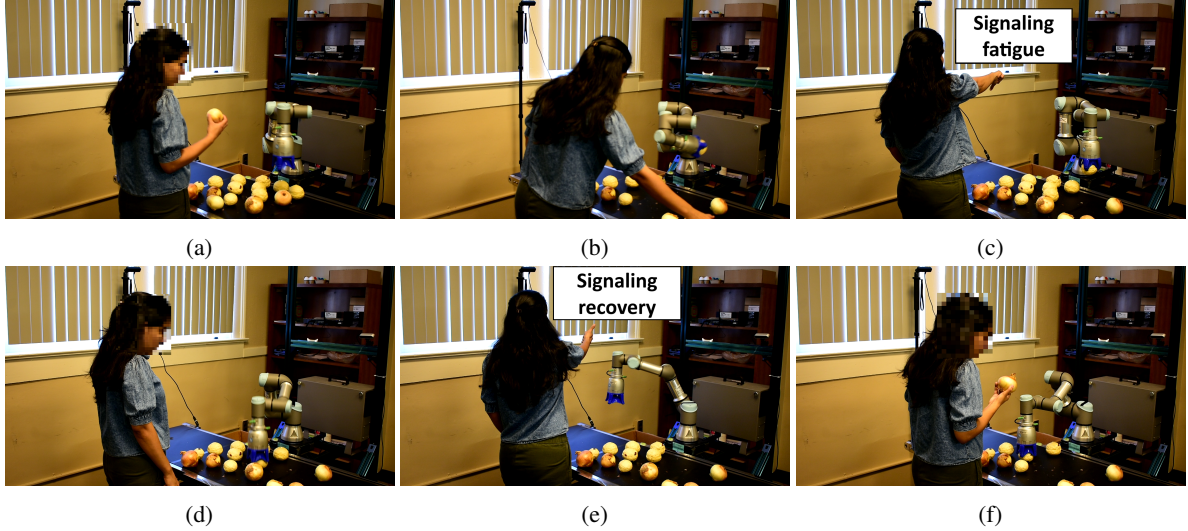 Signaling
fatigue
(a)
(b)
(c)
Signaling
recovery
(d)
(e)
(f)